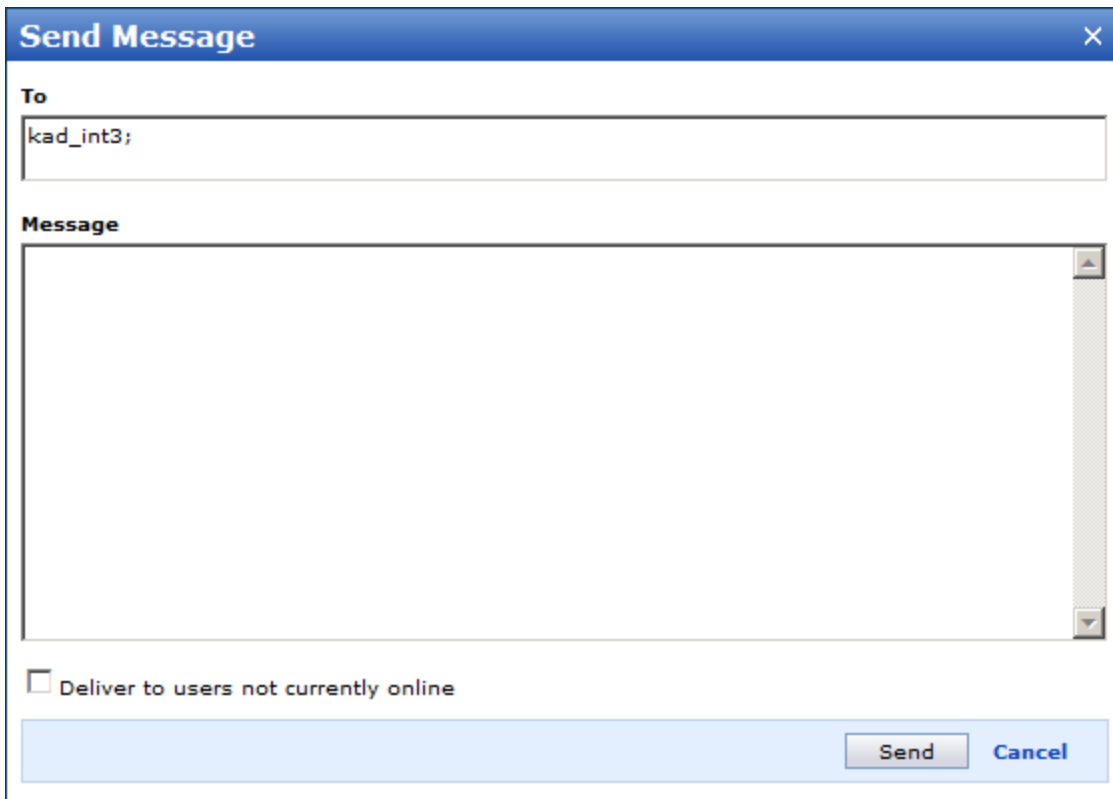 Send Message
To
kad_int3;
Message
Deliver to users not currently online
Send Cancel